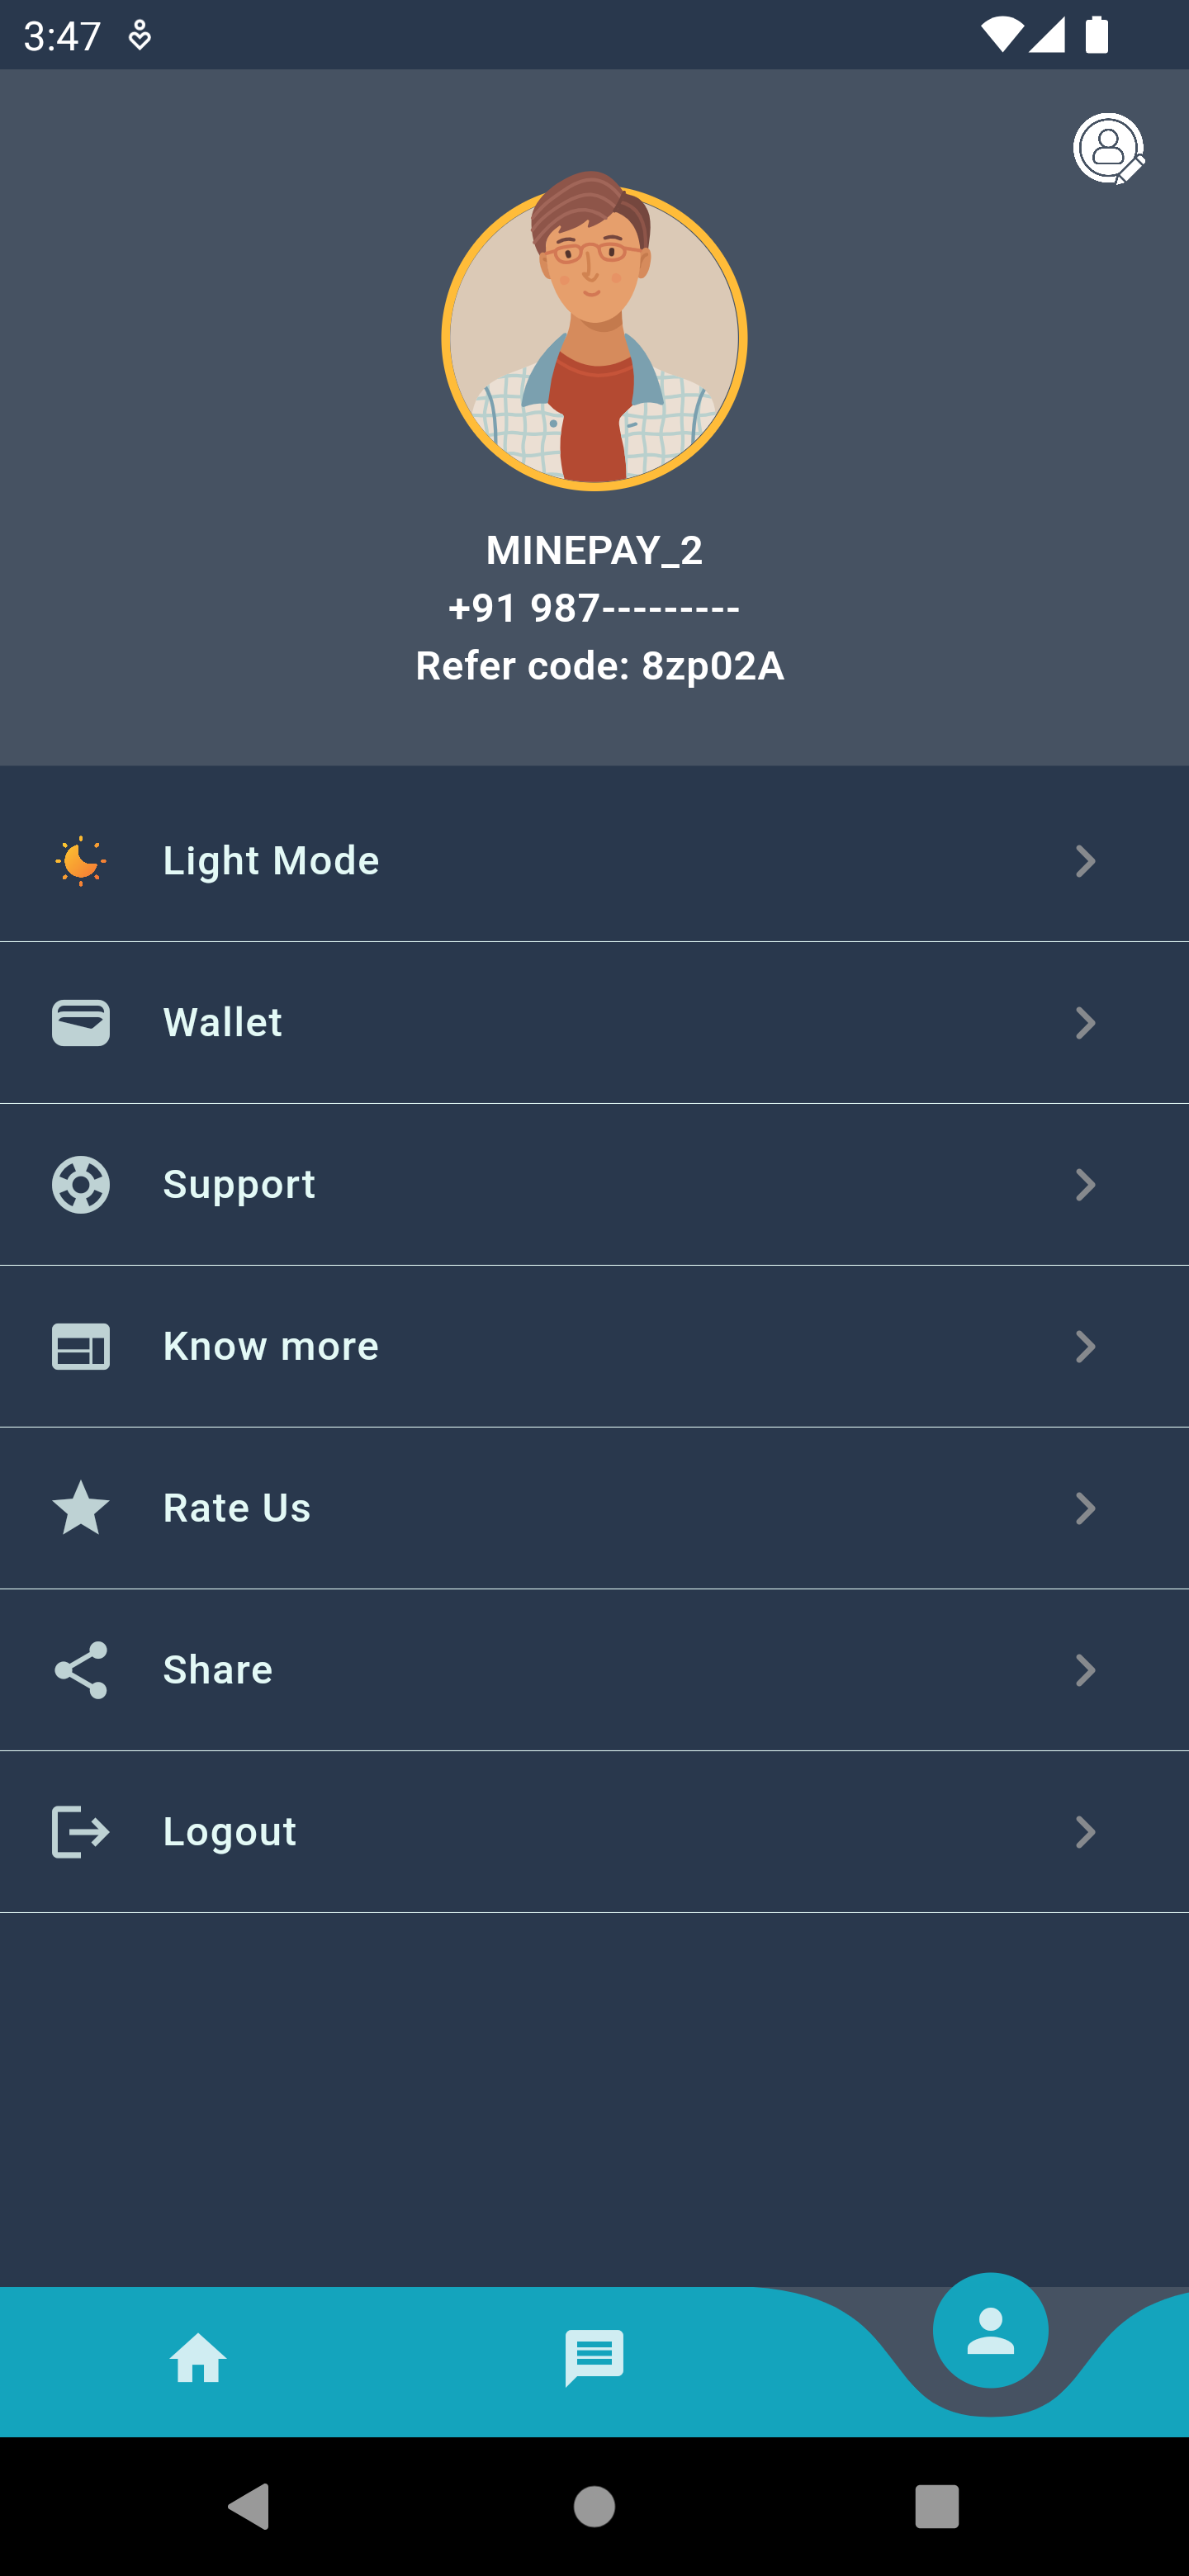 3:47
MINEPAY_2
+91 987---------
Refer code: 8zp02A
Light Mode
Wallet
Support
Know more
Rate Us
Share
Logout